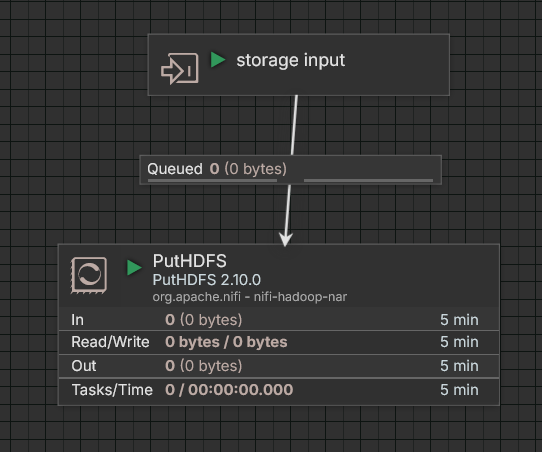 storage input
Queued 0 (0 bytes)
PutHDFS
PutHDFS 2.10.0
org.apache.nifi - nifi-hadoop-nar
In 0 (0 bytes) 5 min
Read/Write 0 bytes / 0 bytes 5 min
Out 0 (0 bytes) 5 min
Tasks/Time 0 / 00:00:00.000 5 min